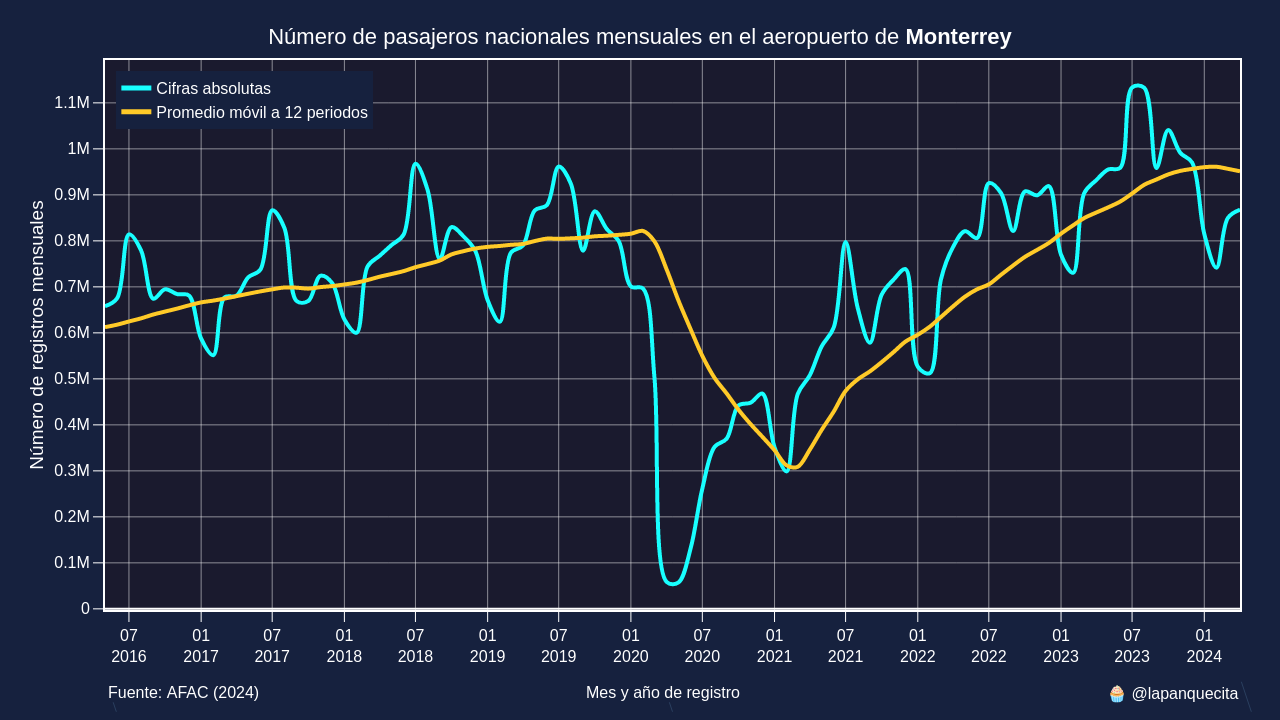 Número de pasajeros nacionales mensuales en el aeropuerto de Monterrey
Cifras absolutas
Promedio móvil a 12 periodos
Número de registros mensuales
1.1M
1M
0.9M
0.8M
0.7M
0.6M
0.5M
0.4M
0.3M
0.2M
0.1M
0
07 01 07 01 07 01 07 01 07 01 07 01 07 01 07 01
2016 2017 2017 2018 2018 2019 2019 2020 2020 2021 2021 2022 2022 2023 2023 2024
Fuente: AFAC (2024) Mes y año de registro 🧁 @lapanquecita